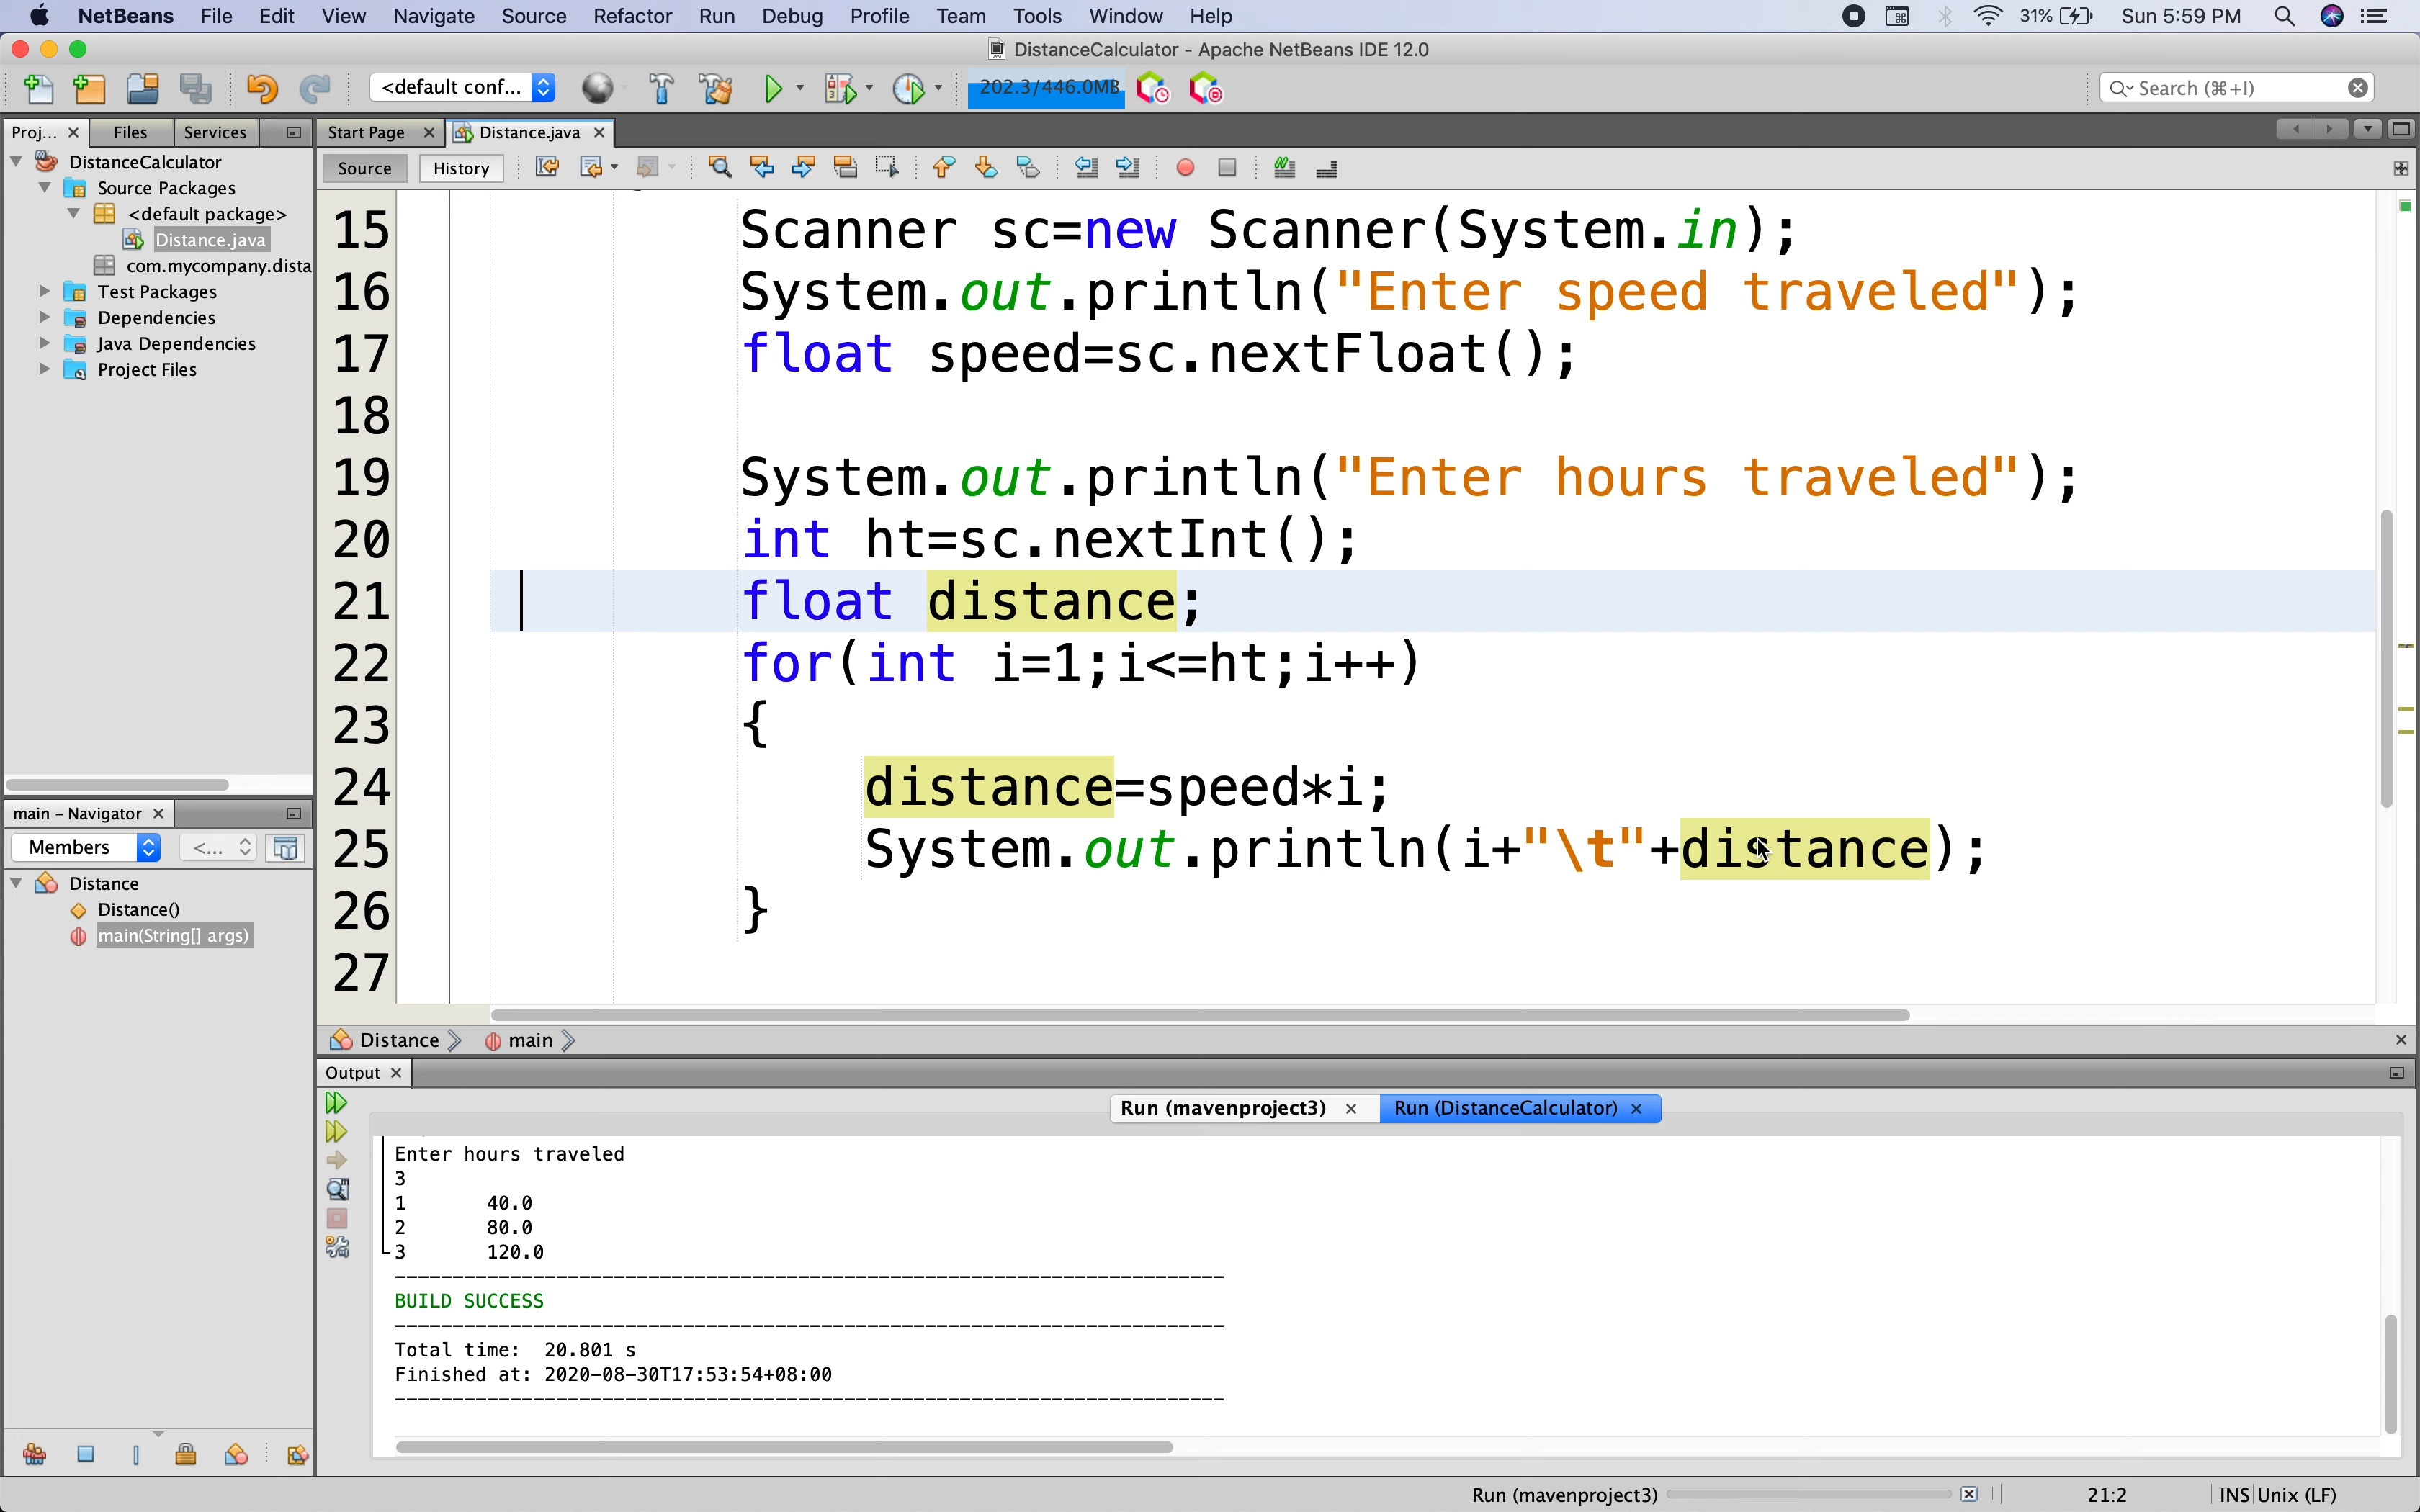 NetBeans File Edit View Navigate Source Refactor Run Debug Profile Team Tools Window Help 31% Sun 5:59 PM
DistanceCalculator - Apache NetBeans IDE 12.0
<default conf... 202.3/446.0MB Search (⌘+I)
Proj... Files Services Start Page Distance.java
Source History
DistanceCalculator
Source Packages
<default package>
Distance.java
com.mycompany.dista
Test Packages
Dependencies
Java Dependencies
Project Files
15 Scanner sc=new Scanner(System.in);
16 System.out.println("Enter speed traveled");
17 float speed=sc.nextFloat();
18
19 System.out.println("Enter hours traveled");
20 int ht=sc.nextInt();
21 float distance;
22 for(int i=1;i<=ht;i++)
23 {
24 distance=speed*i;
25 System.out.println(i+"\t"+distance);
26 }
27
main - Navigator
Members <...
Distance
Distance()
main(String[] args)
Distance main
Output
Run (mavenproject3) Run (DistanceCalculator)
Enter hours traveled
3
1 40.0
2 80.0
3 120.0
------------------------------------------------------------------------
BUILD SUCCESS
------------------------------------------------------------------------
Total time: 20.801 s
Finished at: 2020-08-30T17:53:54+08:00
------------------------------------------------------------------------
Run (mavenproject3) 21:2 INS Unix (LF)